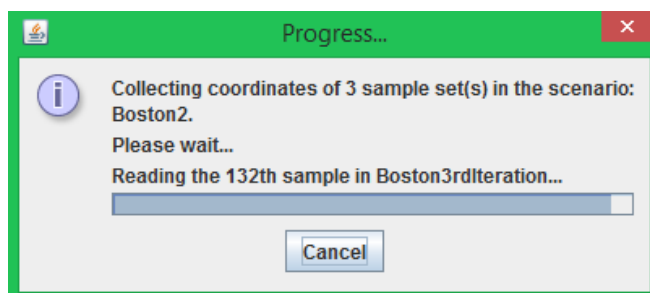 Progress...
Collecting coordinates of 3 sample set(s) in the scenario:
Boston2.
Please wait...
Reading the 132th sample in Boston3rdIteration...
Cancel